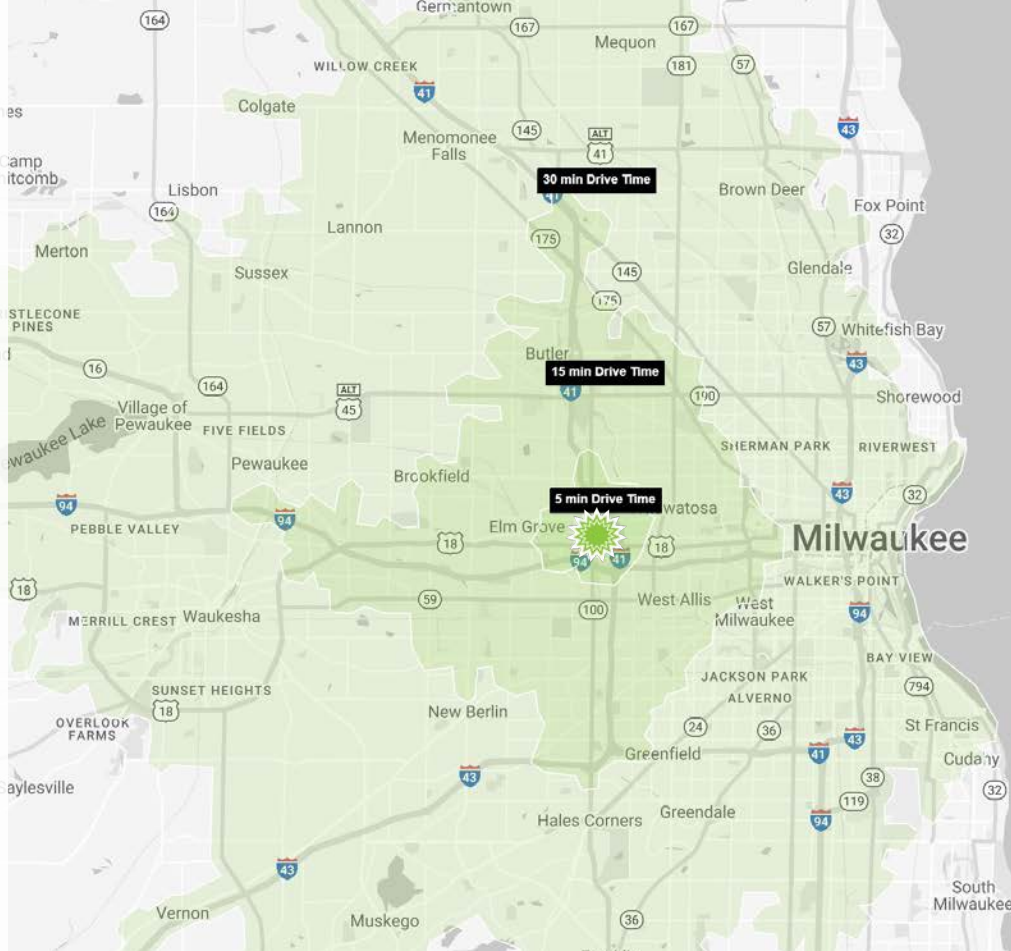 Germantown
164
167
167
Mequon
WILLOW CREEK
181
57
41
Colgate
43
145
ALT
41
Menomonee
Falls
30 min Drive Time
Lisbon
Brown Deer
164
Fox Point
Lannon
32
175
Merton
Sussex
145
Glendale
175
PINES
57
Whitefish Bay
Butler
43
16
15 min Drive Time
164
ALT
45
41
190
Shorewood
Village of
Pewaukee
FIVE FIELDS
SHERMAN PARK
RIVERWEST
Pewaukee
Brookfield
43
32
5 min Drive Time
94
94
PEBBLE VALLEY
Elm Grove
18
18
Milwaukee
94
41
WALKER'S POINT
18
59
100
West Allis
West
Milwaukee
94
MERRILL CREST
Waukesha
BAY VIEW
JACKSON PARK
794
SUNSET HEIGHTS
ALVERNO
18
New Berlin
OVERLOOK
FARMS
24
36
St Francis
Greenfield
41
43
Cudahy
43
38
32
119
Greendale
Hales Corners
94
43
South
Milwaukee
Vernon
Muskego
36